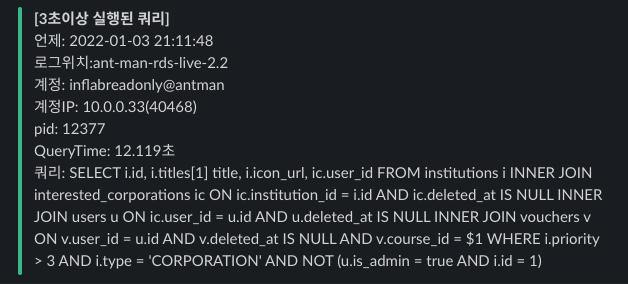 [3초이상 실행된 쿼리]
언제: 2022-01-03 21:11:48
로그위치:ant-man-rds-live-2.2
계정: inflabreadonly@antman
계정IP: 10.0.0.33(40468)
pid: 12377
QueryTime: 12.119초
쿼리: SELECT i.id, i.titles[1] title, i.icon_url, ic.user_id FROM institutions i INNER JOIN
interested_corporations ic ON ic.institution_id = i.id AND ic.deleted_at IS NULL INNER
JOIN users u ON ic.user_id = u.id AND u.deleted_at IS NULL INNER JOIN vouchers v
ON v.user_id = u.id AND v.deleted_at IS NULL AND v.course_id = $1 WHERE i.priority
> 3 AND i.type = 'CORPORATION' AND NOT (u.is_admin = true AND i.id = 1)